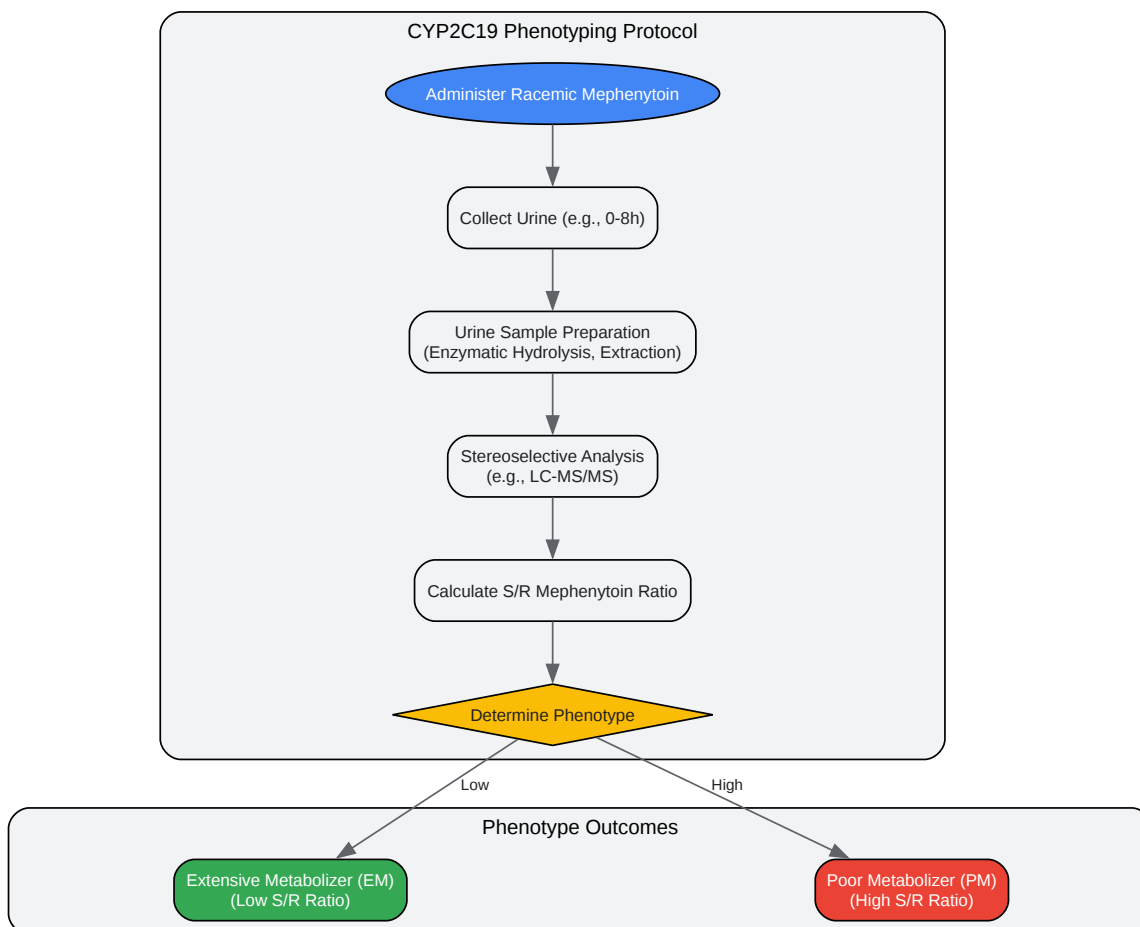 CYP2C19 Phenotyping Protocol
Administer Racemic Mephenytoin
Collect Urine (e.g., 0-8h)
Urine Sample Preparation
(Enzymatic Hydrolysis, Extraction)
Stereoselective Analysis
(e.g., LC-MS/MS)
Calculate S/R Mephenytoin Ratio
Determine Phenotype
Low
High
Phenotype Outcomes
Extensive Metabolizer (EM)
(Low S/R Ratio)
Poor Metabolizer (PM)
(High S/R Ratio)